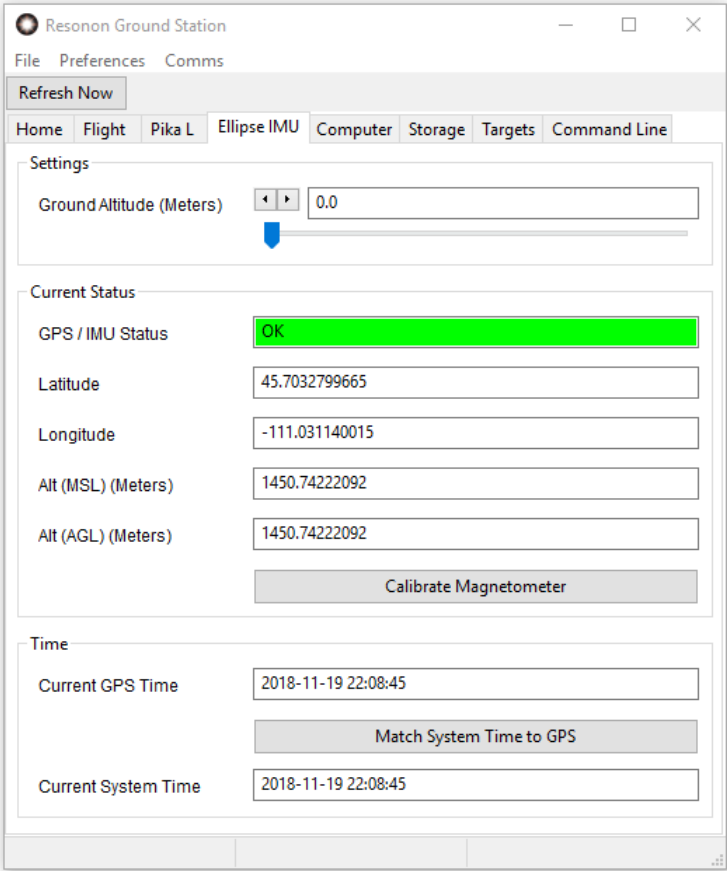 Resonon Ground Station
File Preferences Comms
Refresh Now
Home Flight Pika L Ellipse IMU Computer Storage Targets Command Line
Settings
Ground Altitude (Meters) 0.0
Current Status
GPS / IMU Status OK
Latitude 45.7032799665
Longitude -111.031140015
Alt (MSL) (Meters) 1450.74222092
Alt (AGL) (Meters) 1450.74222092
Calibrate Magnetometer
Time
Current GPS Time 2018-11-19 22:08:45
Match System Time to GPS
Current System Time 2018-11-19 22:08:45